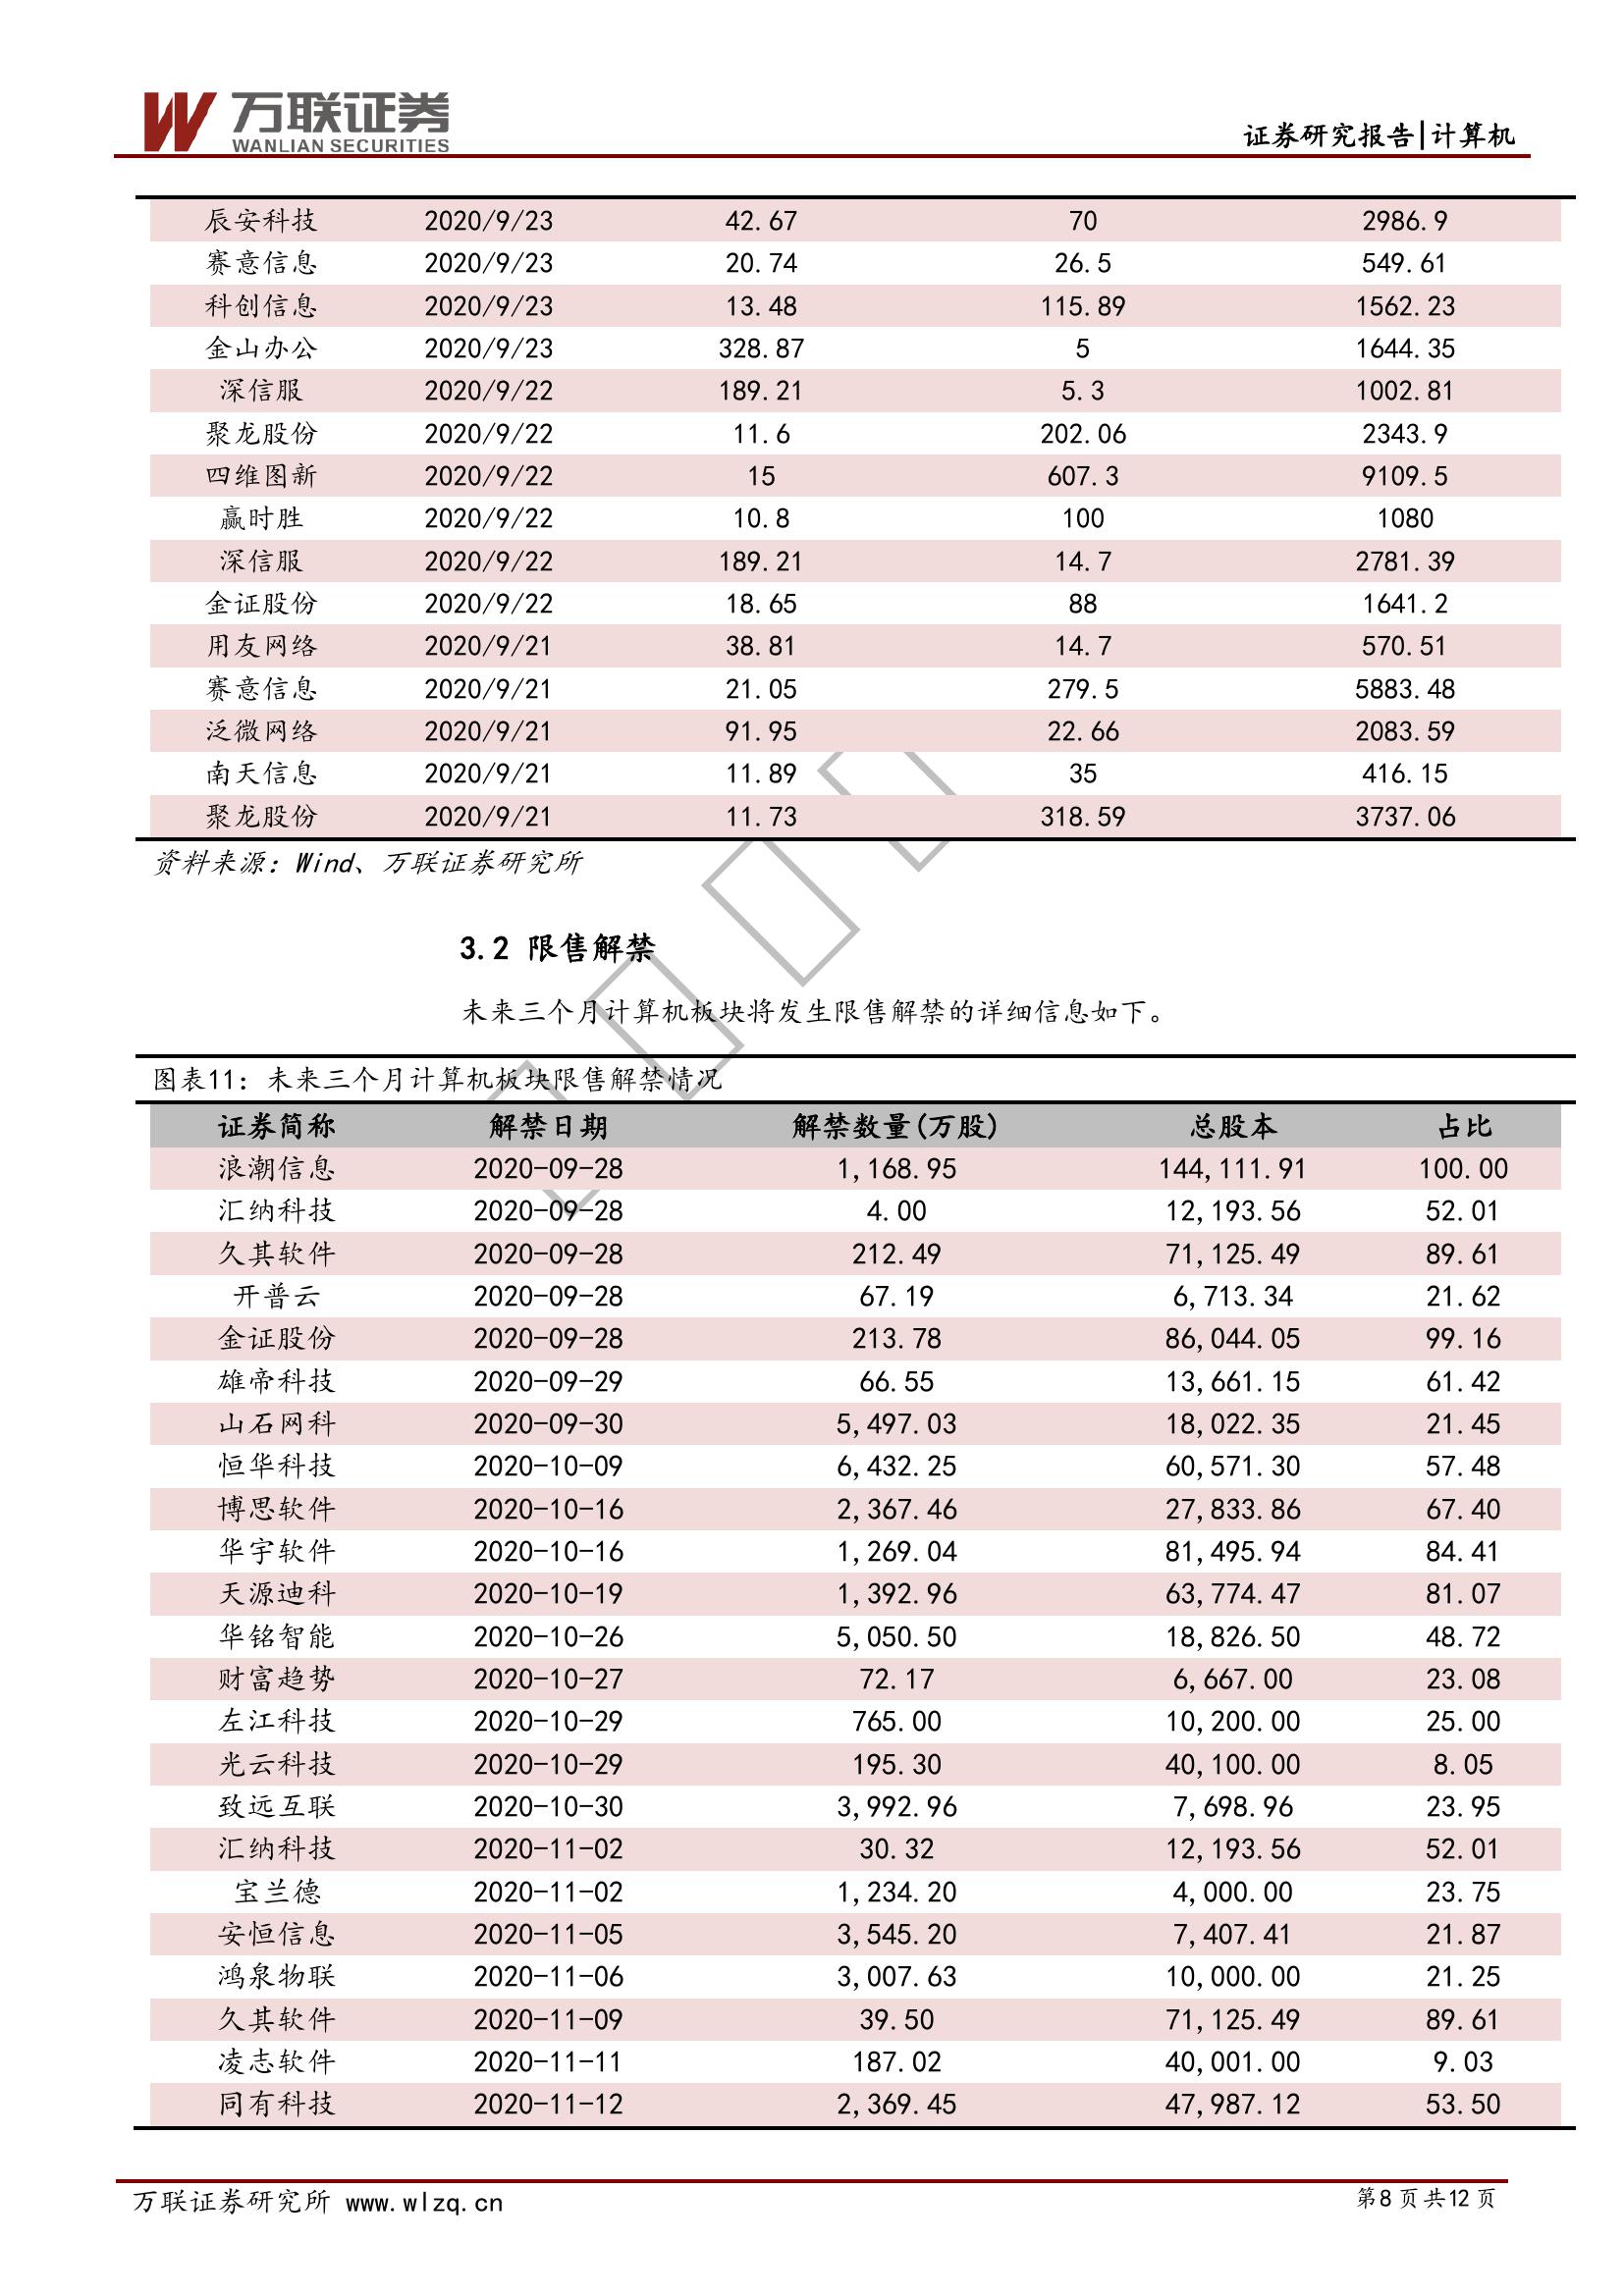 万联证券
WANLIAN SECURITIES
证券研究报告|计算机
辰安科技 2020/9/23 42.67 70 2986.9
赛意信息 2020/9/23 20.74 26.5 549.61
科创信息 2020/9/23 13.48 115.89 1562.23
金山办公 2020/9/23 328.87 5 1644.35
深信服 2020/9/22 189.21 5.3 1002.81
聚龙股份 2020/9/22 11.6 202.06 2343.9
四维图新 2020/9/22 15 607.3 9109.5
赢时胜 2020/9/22 10.8 100 1080
深信服 2020/9/22 189.21 14.7 2781.39
金证股份 2020/9/22 18.65 88 1641.2
用友网络 2020/9/21 38.81 14.7 570.51
赛意信息 2020/9/21 21.05 279.5 5883.48
泛微网络 2020/9/21 91.95 22.66 2083.59
南天信息 2020/9/21 11.89 35 416.15
聚龙股份 2020/9/21 11.73 318.59 3737.06
资料来源：Wind、万联证券研究所
3.2 限售解禁
未来三个月计算机板块将发生限售解禁的详细信息如下。
图表11：未来三个月计算机板块限售解禁情况
证券简称 解禁日期 解禁数量(万股) 总股本 占比
浪潮信息 2020-09-28 1,168.95 144,111.91 100.00
汇纳科技 2020-09-28 4.00 12,193.56 52.01
久其软件 2020-09-28 212.49 71,125.49 89.61
开普云 2020-09-28 67.19 6,713.34 21.62
金证股份 2020-09-28 213.78 86,044.05 99.16
雄帝科技 2020-09-29 66.55 13,661.15 61.42
山石网科 2020-09-30 5,497.03 18,022.35 21.45
恒华科技 2020-10-09 6,432.25 60,571.30 57.48
博思软件 2020-10-16 2,367.46 27,833.86 67.40
华宇软件 2020-10-16 1,269.04 81,495.94 84.41
天源迪科 2020-10-19 1,392.96 63,774.47 81.07
华铭智能 2020-10-26 5,050.50 18,826.50 48.72
财富趋势 2020-10-27 72.17 6,667.00 23.08
左江科技 2020-10-29 765.00 10,200.00 25.00
光云科技 2020-10-29 195.30 40,100.00 8.05
致远互联 2020-10-30 3,992.96 7,698.96 23.95
汇纳科技 2020-11-02 30.32 12,193.56 52.01
宝兰德 2020-11-02 1,234.20 4,000.00 23.75
安恒信息 2020-11-05 3,545.20 7,407.41 21.87
鸿泉物联 2020-11-06 3,007.63 10,000.00 21.25
久其软件 2020-11-09 39.50 71,125.49 89.61
凌志软件 2020-11-11 187.02 40,001.00 9.03
同有科技 2020-11-12 2,369.45 47,987.12 53.50
万联证券研究所 www.wlzq.cn
第8页共12页